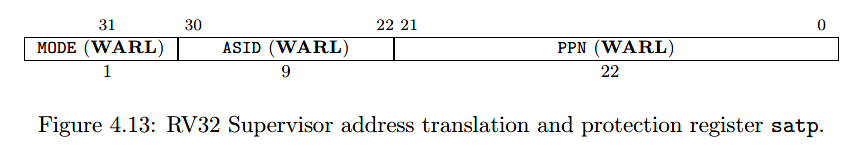 31 30 22 21 0
MODE (WARL) ASID (WARL) PPN (WARL)
1 9 22
Figure 4.13: RV32 Supervisor address translation and protection register satp.